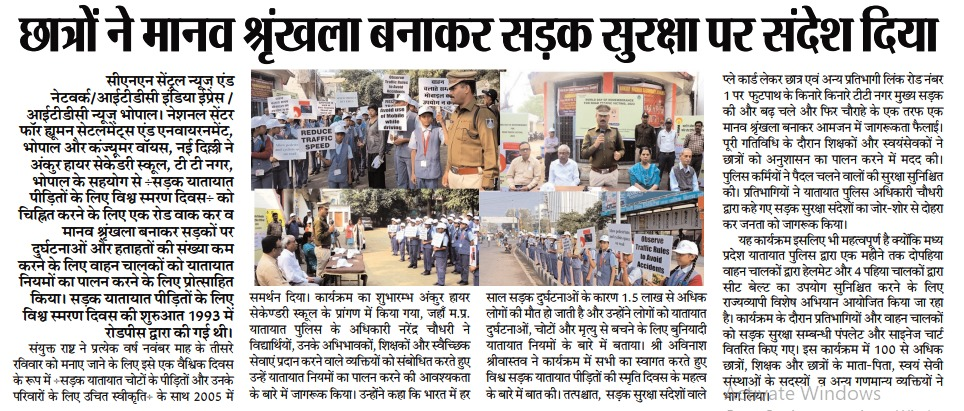 छात्रों ने मानव श्रृंखला बनाकर सड़क सुरक्षा पर संदेश दिया
सीएनएन सेंट्रल न्यूज एंड
नेटवर्क/आईटीडीसी इंडिया ईप्रेस /
आईटीडीसी न्यूज भोपाल। नेशनल सेंटर
फॉर ह्यूमन सेटलमेंट्स एंड एनवायरनमेंट,
भोपाल और कंज्यूमर वॉयस, नई दिल्ली ने
अंकुर हायर सेकेंडरी स्कूल, टी टी नगर,
भोपाल के सहयोग से ÷सड़क यातायात
पीड़ितों के लिए विश्व स्मरण दिवस÷ को
चिह्नित करने के लिए एक रोड वाक कर व
मानव श्रृंखला बनाकर सड़कों पर
दुर्घटनाओं और हताहतों की संख्या कम
करने के लिए वाहन चालकों को यातायात
नियमों का पालन करने के लिए प्रोत्साहित
किया। सड़क यातायात पीड़ितों के लिए
विश्व स्मरण दिवस की शुरुआत 1993 में
रोडपीस द्वारा की गई थी।
संयुक्त राष्ट्र ने प्रत्येक वर्ष नवंबर माह के तीसरे
रविवार को मनाए जाने के लिए इसे एक वैश्विक दिवस
के रूप में ÷सड़क यातायात चोटों के पीड़ितों और उनके
परिवारों के लिए उचित स्वीकृति÷ के साथ 2005 में
REDUCE
TRAFFIC
SPEED
Observe
Traffic Rules
to Avoid
Accidents
of Mobile
while
driving
Observe
Traffic Rules
to Avoid
Accidents
समर्थन दिया। कार्यक्रम का शुभारम्भ अंकुर हायर
सेकेण्डरी स्कूल के प्रांगण में किया गया, जहाँ म.प्र.
यातायात पुलिस के अधिकारी नरेंद्र चौधरी ने
विद्यार्थियों, उनके अभिभावकों, शिक्षकों और स्वैच्छिक
सेवाएं प्रदान करने वाले व्यक्तियों को संबोधित करते हुए
उन्हें यातायात नियमों का पालन करने की आवश्यकता
के बारे में जागरूक किया। उन्होंने कहा कि भारत में हर
साल सड़क दुर्घटनाओं के कारण 1.5 लाख से अधिक
लोगों की मौत हो जाती है और उन्होंने लोगों को यातायात
दुर्घटनाओं, चोटों और मृत्यु से बचने के लिए बुनियादी
यातायात नियमों के बारे में बताया। श्री अविनाश
श्रीवास्तव ने कार्यक्रम में सभी का स्वागत करते हुए
विश्व सड़क यातायात पीड़ितों की स्मृति दिवस के महत्व
के बारे में बात की। तत्पश्चात, सड़क सुरक्षा संदेशों वाले
प्ले कार्ड लेकर छात्र एवं अन्य प्रतिभागी लिंक रोड नंबर
1 पर फुटपाथ के किनारे किनारे टीटी नगर मुख्य सड़क
की और बढ़ चले और फिर चौराहे के एक तरफ एक
मानव श्रृंखला बनाकर आमजन में जागरूकता फैलाई।
पूरी गतिविधि के दौरान शिक्षकों और स्वयंसेवकों ने
छात्रों को अनुशासन का पालन करने में मदद की।
पुलिस कर्मियों ने पैदल चलने वालों की सुरक्षा सुनिश्चित
की। प्रतिभागियों ने यातायात पुलिस अधिकारी चौधरी
द्वारा कहे गए सड़क सुरक्षा संदेशों का जोर-शोर से दोहरा
कर जनता को जागरूक किया।
यह कार्यक्रम इसलिए भी महत्वपूर्ण है क्योंकि मध्य
प्रदेश यातायात पुलिस द्वारा एक महीने तक दोपहिया
वाहन चालकों द्वारा हेलमेट और 4 पहिया चालकों द्वारा
सीट बेल्ट का उपयोग सुनिश्चित करने के लिए
राज्यव्यापी विशेष अभियान आयोजित किया जा रहा
है। कार्यक्रम के दौरान प्रतिभागियों और वाहन चालकों
को सड़क सुरक्षा सम्बन्धी पंपलेट और साइनेज चार्ट
वितरित किए गए। इस कार्यक्रम में 100 से अधिक
छात्रों, शिक्षक और छात्रों के माता-पिता, स्वयं सेवी
संस्थाओं के सदस्यों व अन्य गणमान्य व्यक्तियों ने
भाग लिया।
Activate Windows